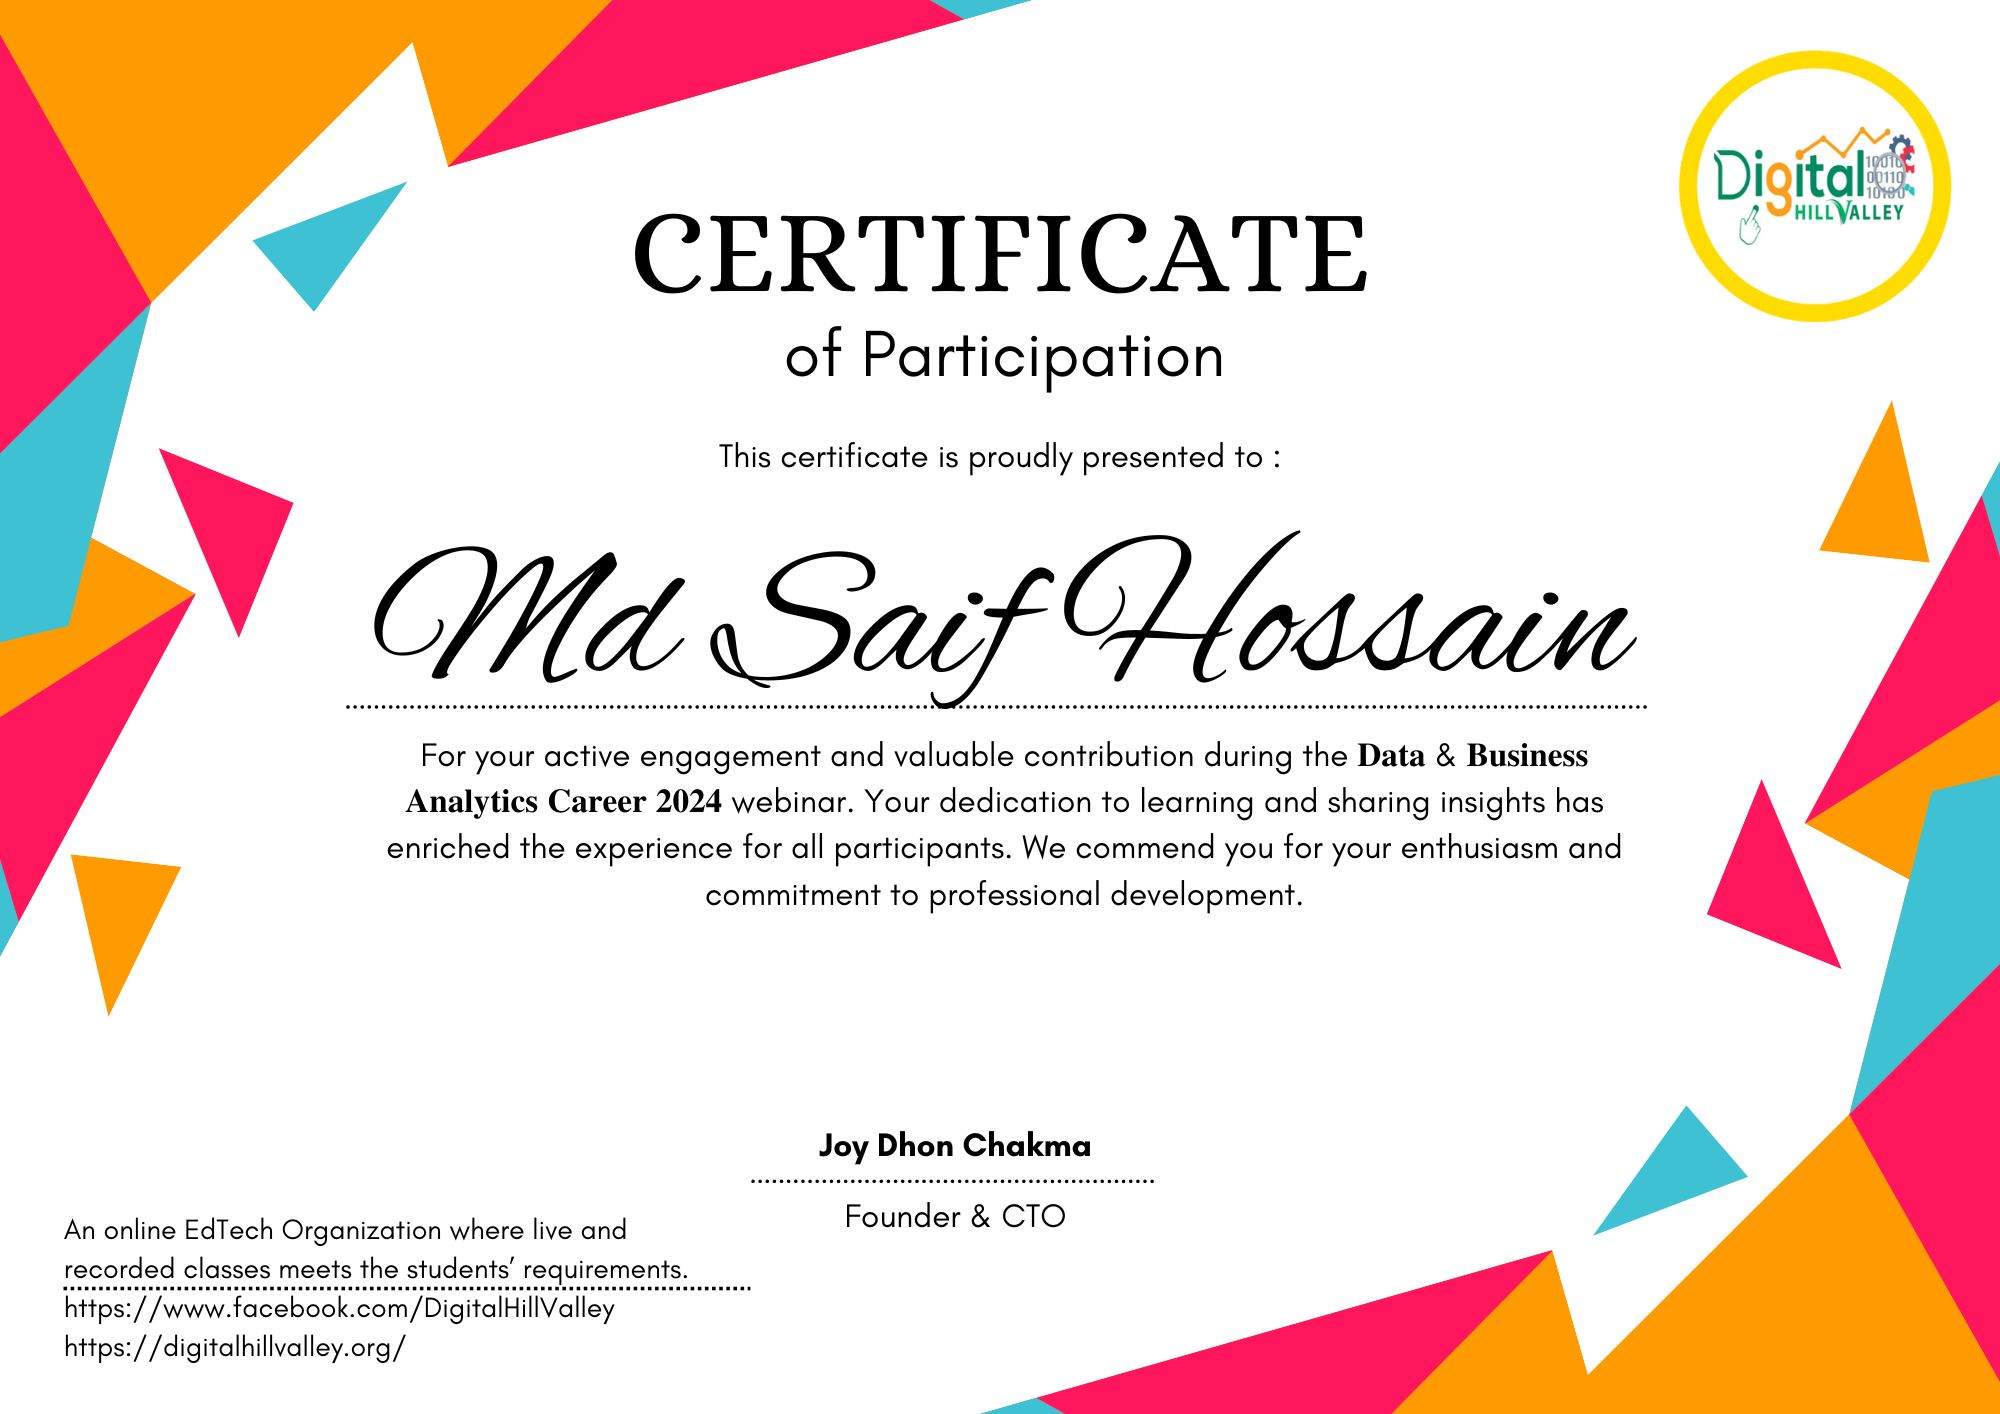 Digital
10010
00110
10100
HILL VALLEY
CERTIFICATE
of Participation
This certificate is proudly presented to :
Md Saif Hossain
For your active engagement and valuable contribution during the Data & Business
Analytics Career 2024 webinar. Your dedication to learning and sharing insights has
enriched the experience for all participants. We commend you for your enthusiasm and
commitment to professional development.
Joy Dhon Chakma
Founder & CTO
An online EdTech Organization where live and
recorded classes meets the students’ requirements.
https://www.facebook.com/DigitalHillValley
https://digitalhillvalley.org/